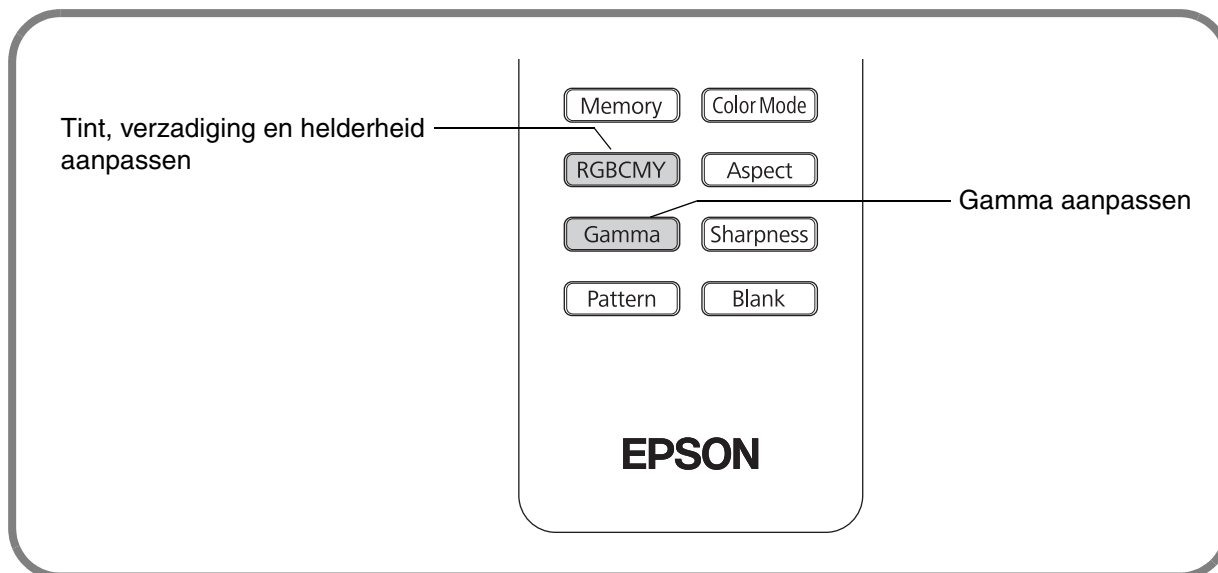 Tint, verzadiging en helderheid
aanpassen
Memory
Color Mode
RGBCMY
Aspect
Gamma aanpassen
Gamma
Sharpness
Pattern
Blank
EPSON